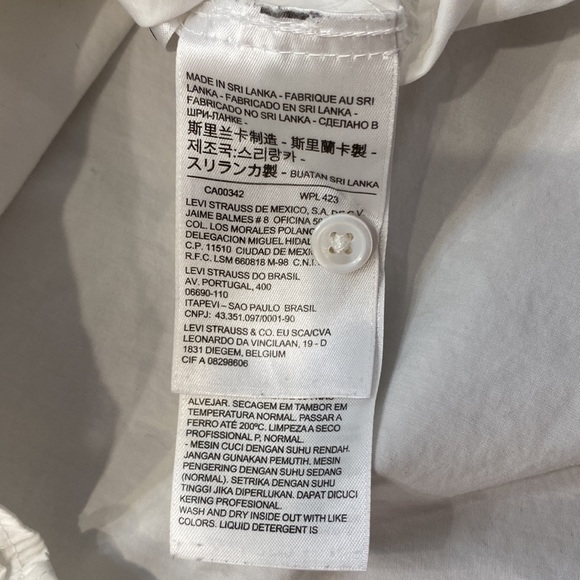 MADE IN SRI LANKA - FABRIQUE AU SRI
LANKA - FABRICADO EN SRI LANKA -
FABRICADO NO SRI LANKA - СДЕЛАНО В
ШРИ-ЛАНКЕ -
斯里兰卡制造 - 斯里蘭卡製 -
제조국:스리랑카 -
スリランカ製 - BUATAN SRI LANKA
CA00342 WPL 423
LEVI STRAUSS DE MEXICO, S.A. DE C.V.
JAIME BALMES # 8 OFICINA
COL. LOS MORALES POLANC
DELEGACION MIGUEL HIDAL
C.P. 11510 CIUDAD DE MEXIC
R.F.C. LSM 660818 M-98 C.N.I.
LEVI STRAUSS DO BRASIL
AV. PORTUGAL, 400
06690-110
ITAPEVI – SAO PAULO BRASIL
CNPJ: 43.351.097/0001-90
LEVI STRAUSS & CO. EU SCA/CVA
LEONARDO DA VINCILAAN, 19 - D
1831 DIEGEM, BELGIUM
CIF A 08298606
ALVEJAR. SECAGEM EM TAMBOR EM
TEMPERATURA NORMAL. PASSAR A
FERRO ATÉ 200ºC. LIMPEZA A SECO
PROFISSIONAL P, NORMAL.
- MESIN CUCI DENGAN SUHU RENDAH.
JANGAN GUNAKAN PEMUTIH. MESIN
PENGERING DENGAN SUHU SEDANG
(NORMAL). SETRIKA DENGAN SUHU
TINGGI JIKA DIPERLUKAN. DAPAT DICUCI
KERING PROFESIONAL.
WASH AND DRY INSIDE OUT WITH LIKE
COLORS. LIQUID DETERGENT IS